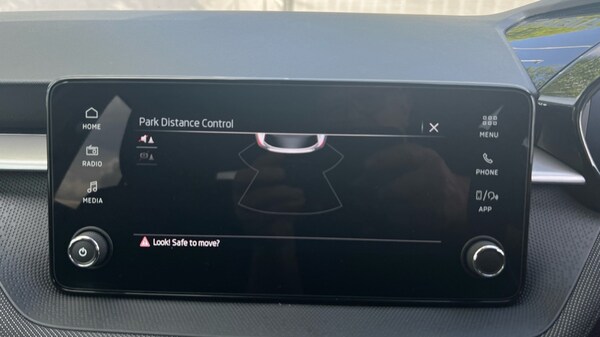 Park Distance Control
HOME
RADIO
MEDIA
MENU
PHONE
APP
Look! Safe to move?